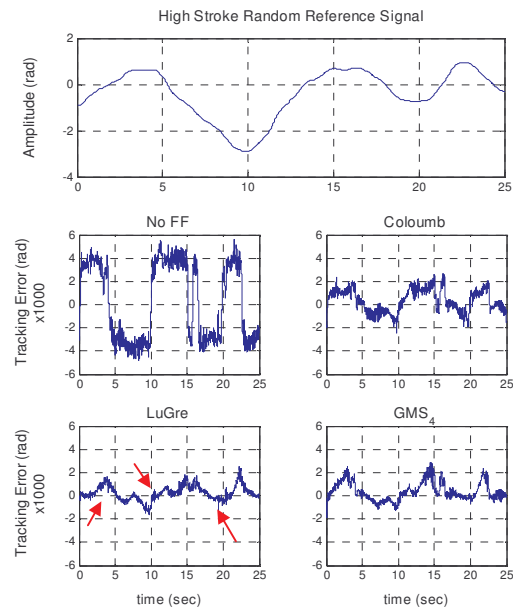 High Stroke Random Reference Signal
Amplitude (rad)
2
0
-2
-4
0 5 10 15 20 25
No FF
Tracking Error (rad)
x1000
6
4
2
0
-2
-4
-6
0 5 10 15 20 25
Coloumb
6
4
2
0
-2
-4
-6
0 5 10 15 20 25
LuGre
Tracking Error (rad)
x1000
6
4
2
0
-2
-4
-6
0 5 10 15 20 25
time (sec)
GMS4
6
4
2
0
-2
-4
-6
0 5 10 15 20 25
time (sec)